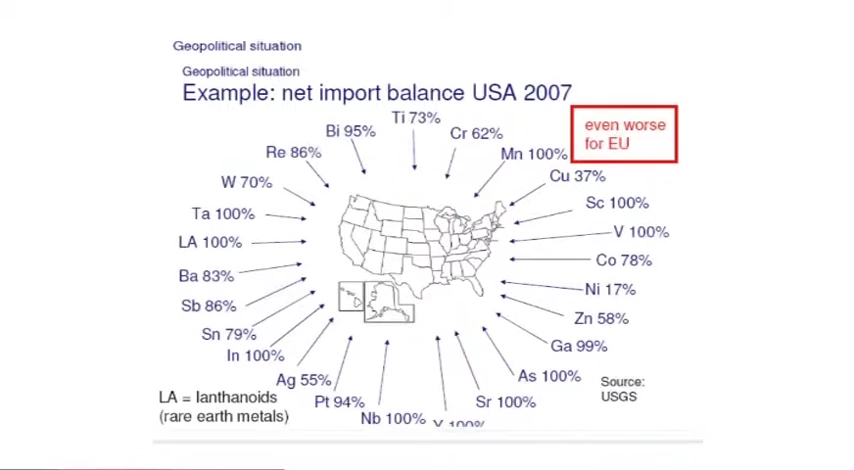 Geopolitical situation
Geopolitical situation
Example: net import balance USA 2007
even worse
for EU
Ti 73%
Bi 95%
Cr 62%
Re 86%
Mn 100%
W 70%
Cu 37%
Ta 100%
Sc 100%
LA 100%
V 100%
Ba 83%
Co 78%
Sb 86%
Ni 17%
Sn 79%
Zn 58%
In 100%
Ga 99%
Ag 55%
As 100%
Source:
USGS
LA = lanthanoids
(rare earth metals)
Pt 94%
Sr 100%
Nb 100%
Y 100%